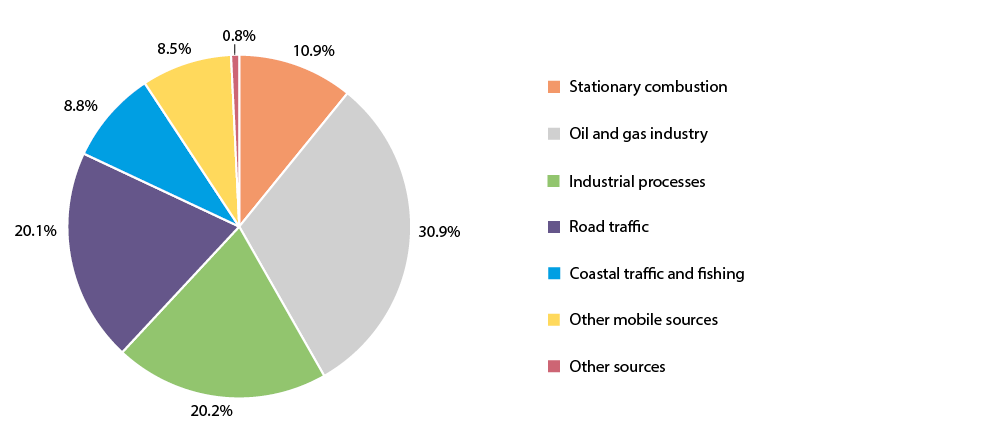 0.8%
8.5%
10.9%
8.8%
20.1%
30.9%
20.2%
Stationary combustion
Oil and gas industry
Industrial processes
Road traffic
Coastal traffic and fishing
Other mobile sources
Other sources